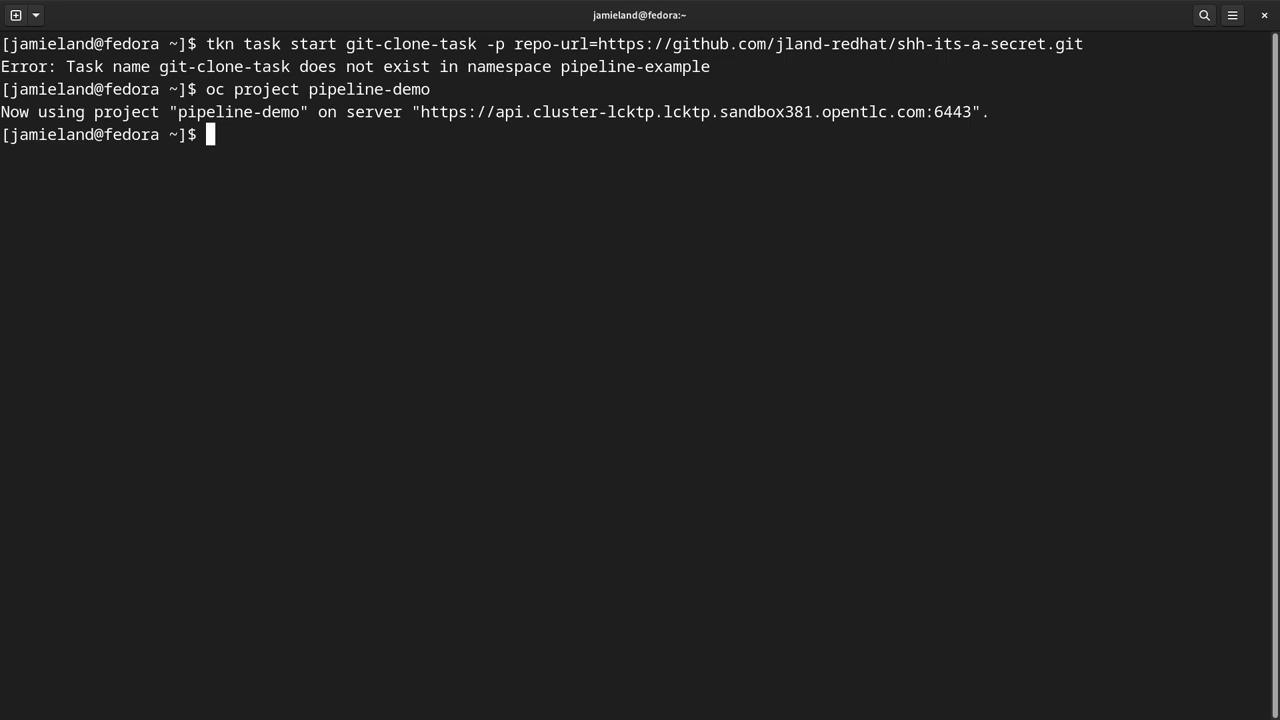 jamieland@fedora:~
[jamieland@fedora ~]$ tkn task start git-clone-task -p repo-url=https://github.com/jland-redhat/shh-its-a-secret.git
Error: Task name git-clone-task does not exist in namespace pipeline-example
[jamieland@fedora ~]$ oc project pipeline-demo
Now using project "pipeline-demo" on server "https://api.cluster-lcktp.lcktp.sandbox381.opentlc.com:6443".
[jamieland@fedora ~]$